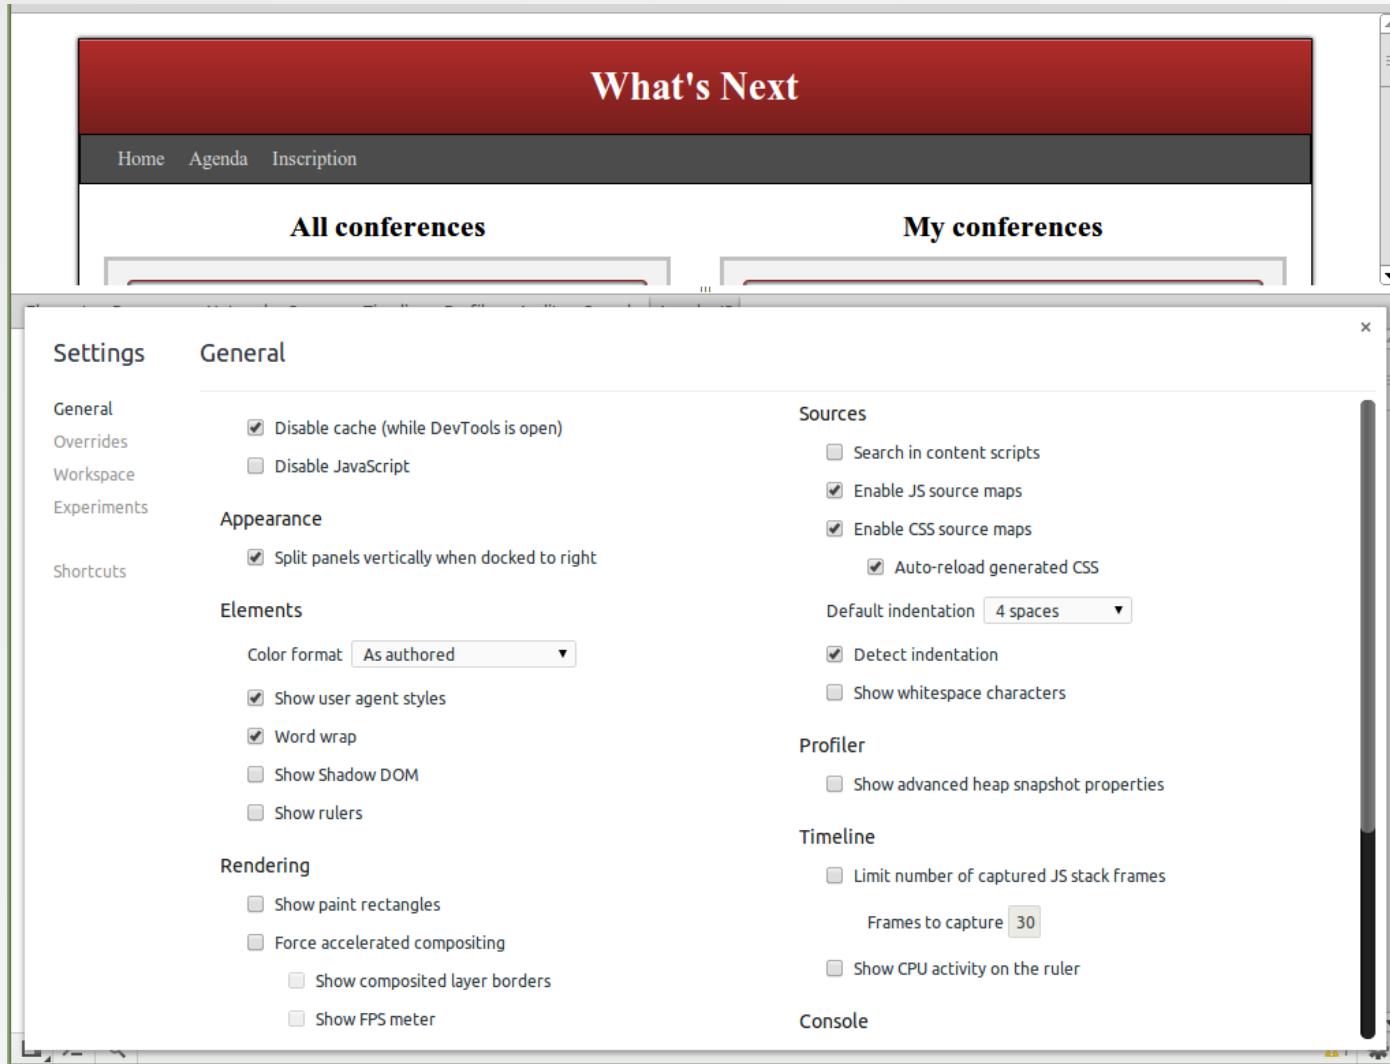 What's Next
Home Agenda Inscription
All conferences
My conferences
Settings
General
General
Overrides
Workspace
Experiments
Shortcuts
Disable cache (while DevTools is open)
Disable JavaScript
Appearance
Split panels vertically when docked to right
Elements
Color format As authored
Show user agent styles
Word wrap
Show Shadow DOM
Show rulers
Rendering
Show paint rectangles
Force accelerated compositing
Show composited layer borders
Show FPS meter
Sources
Search in content scripts
Enable JS source maps
Enable CSS source maps
Auto-reload generated CSS
Default indentation 4 spaces
Detect indentation
Show whitespace characters
Profiler
Show advanced heap snapshot properties
Timeline
Limit number of captured JS stack frames
Frames to capture 30
Show CPU activity on the ruler
Console